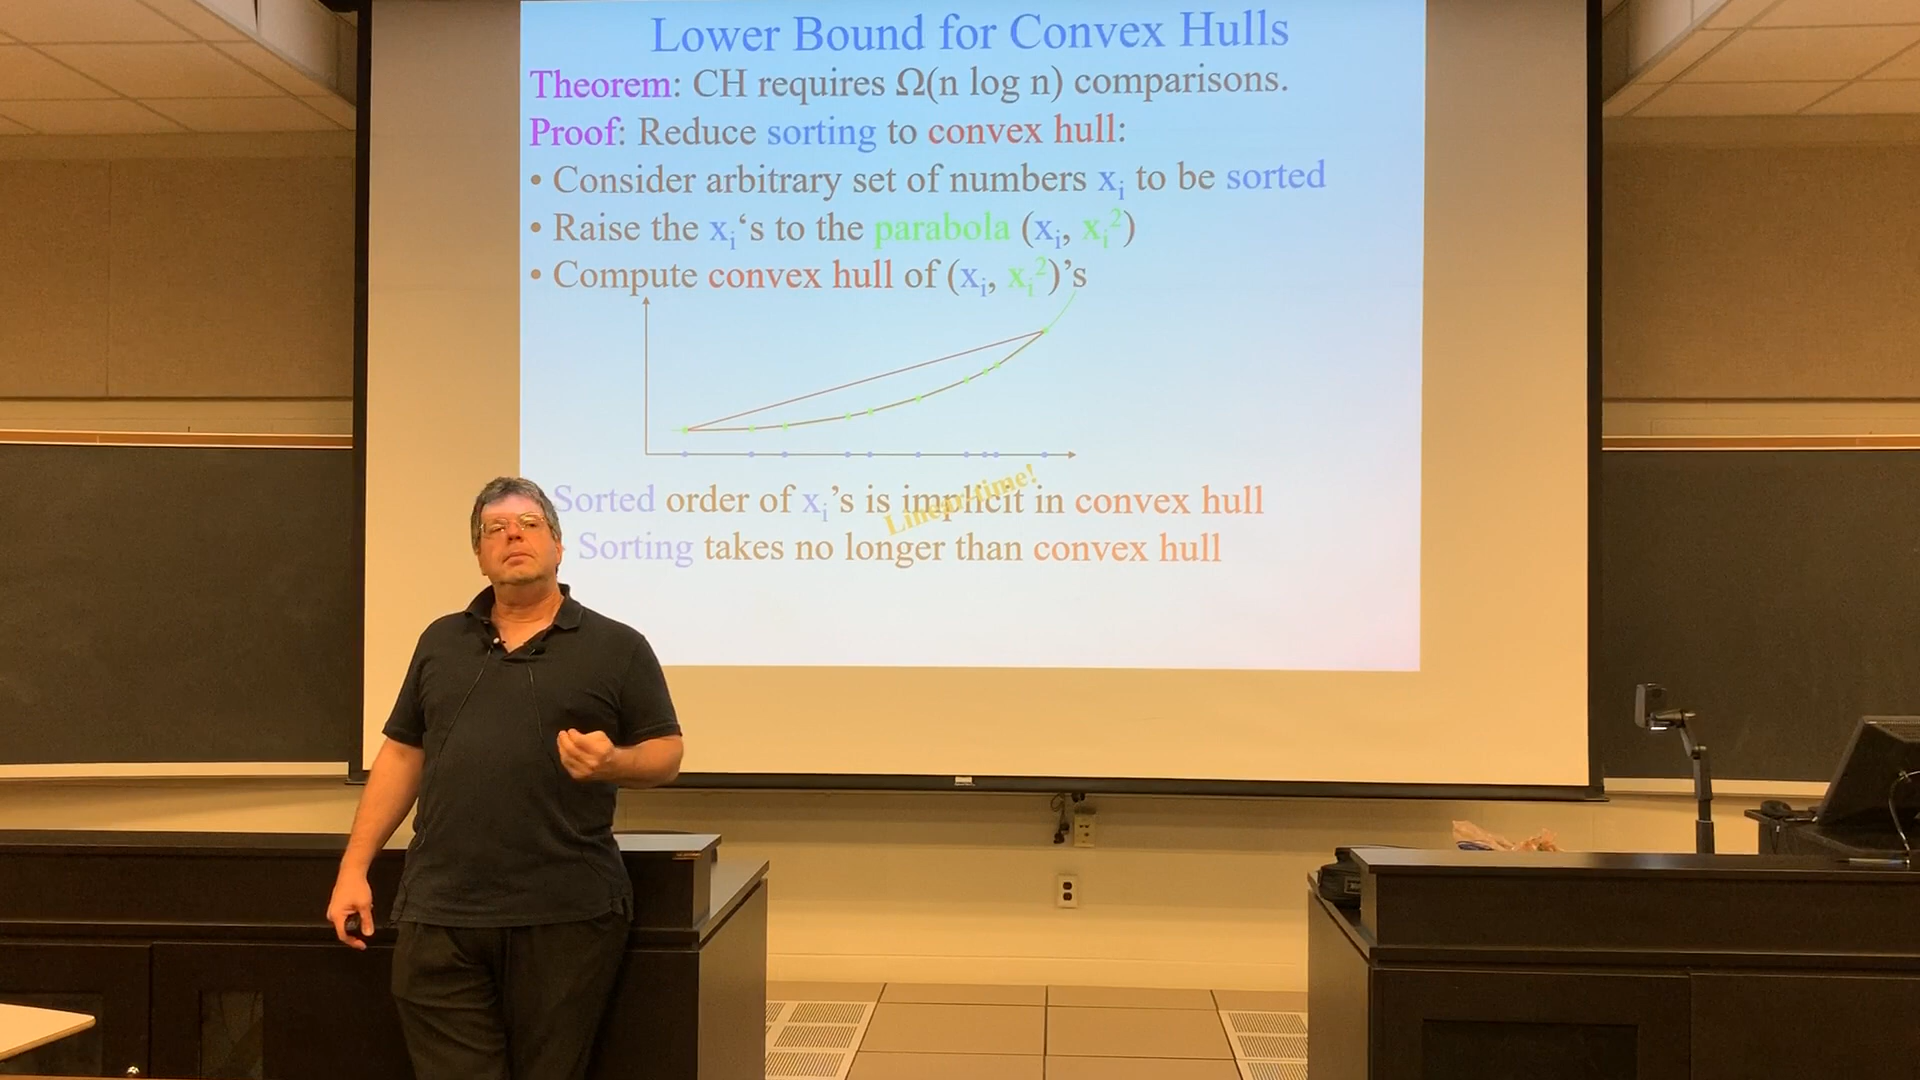 Lower Bound for Convex Hulls
Theorem: CH requires Ω(n log n) comparisons.
Proof: Reduce sorting to convex hull:
• Consider arbitrary set of numbers xᵢ to be sorted
• Raise the xᵢ‘s to the parabola (xᵢ, xᵢ²)
• Compute convex hull of (xᵢ, xᵢ²)’s
Linear-time!
Sorted order of xᵢ’s is implicit in convex hull
Sorting takes no longer than convex hull